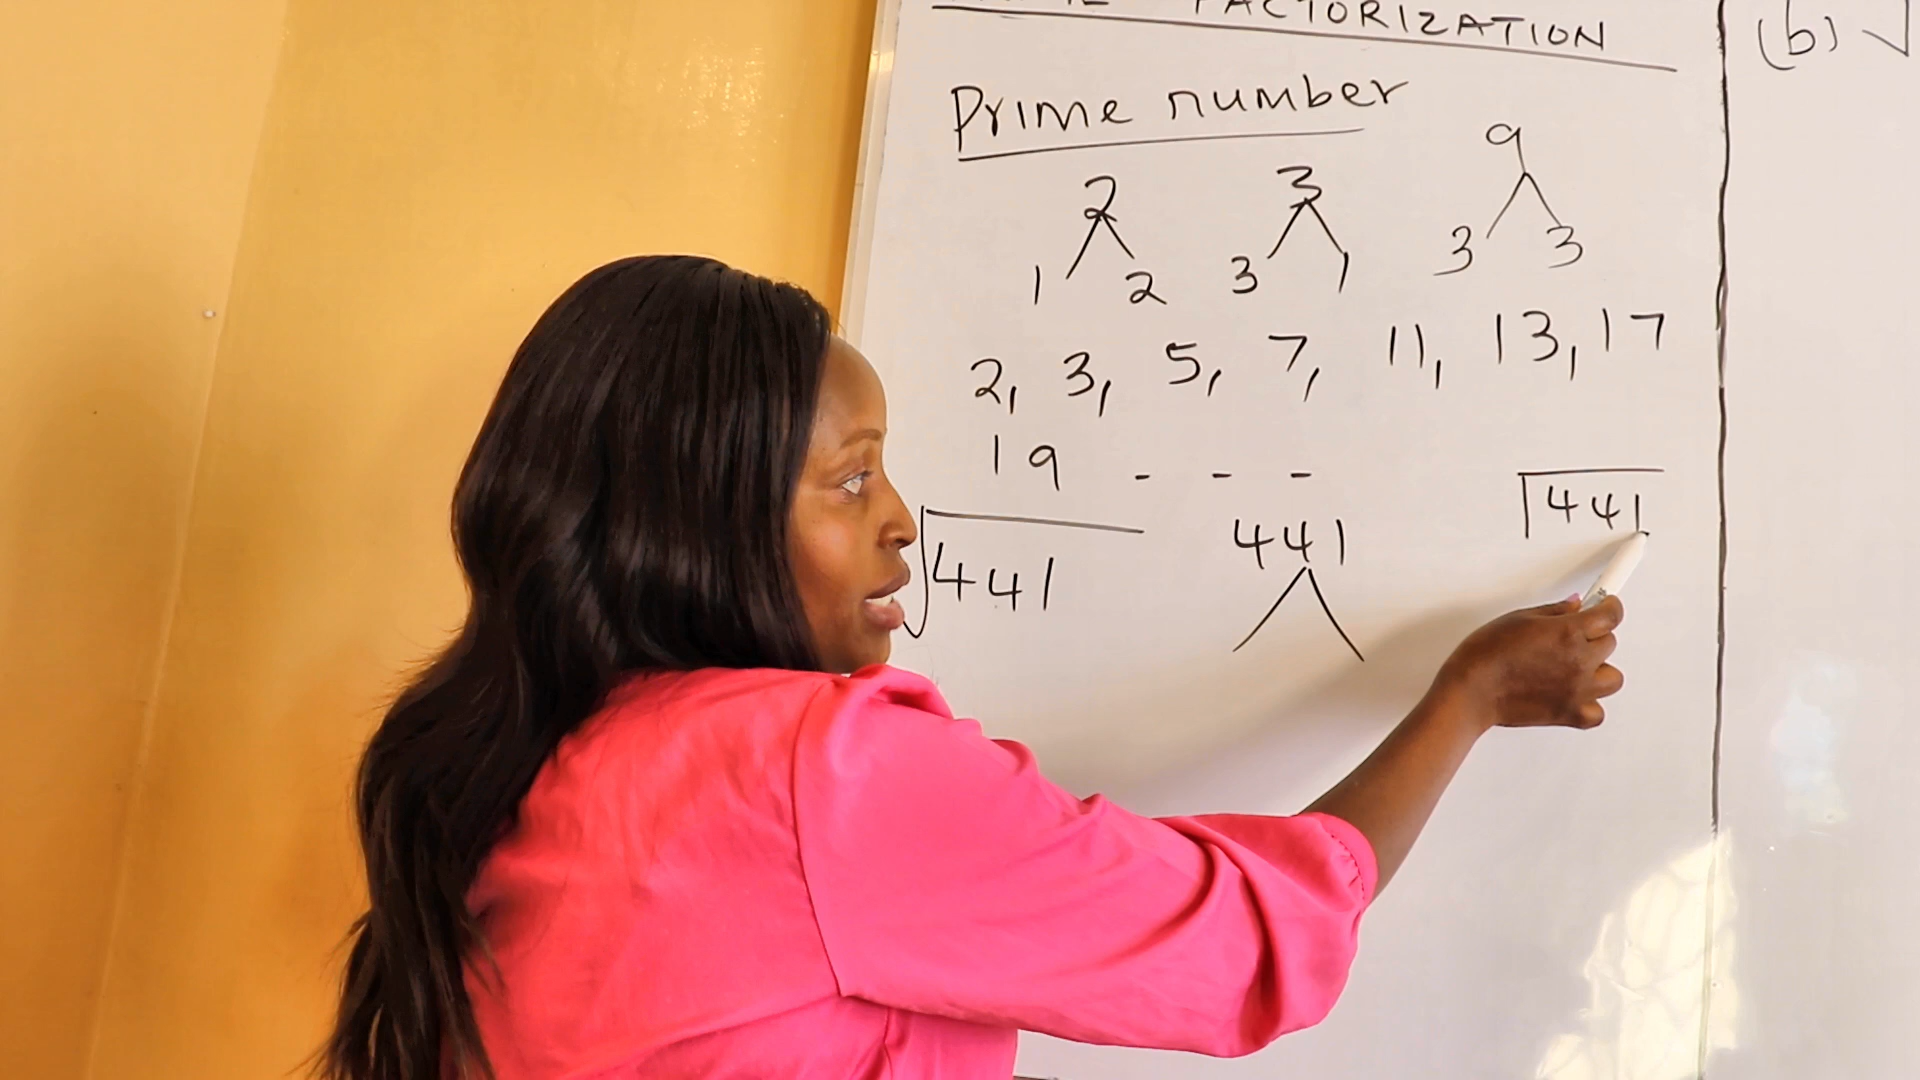 FACTORIZATION
Prime number
2 3 9
1 2 3 1 3 3
2, 3, 5, 7, 11, 13, 17
19 - - -
√441 441 441
(b) √